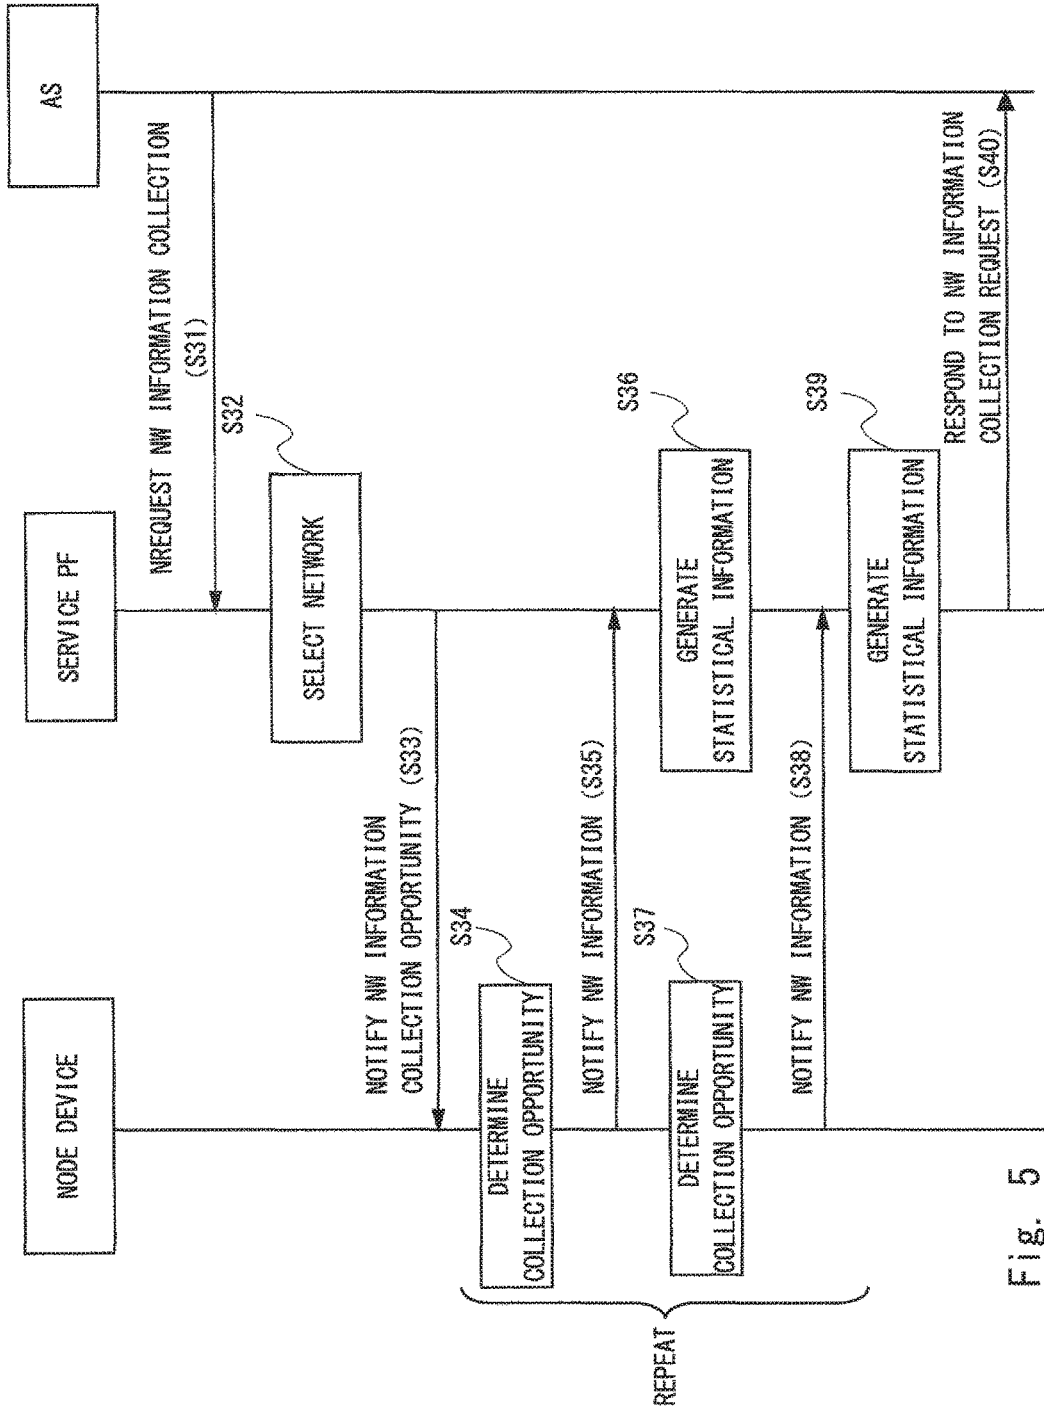 NODE DEVICE
SERVICE PF
AS
NREQUEST NW INFORMATION COLLECTION
(S31)
S32
SELECT NETWORK
NOTIFY NW INFORMATION
COLLECTION OPPORTUNITY (S33)
S34
DETERMINE
COLLECTION OPPORTUNITY
NOTIFY NW INFORMATION (S35)
S36
GENERATE
STATISTICAL INFORMATION
S37
DETERMINE
COLLECTION OPPORTUNITY
REPEAT
NOTIFY NW INFORMATION (S38)
S39
GENERATE
STATISTICAL INFORMATION
RESPOND TO NW INFORMATION
COLLECTION REQUEST (S40)
Fig. 5